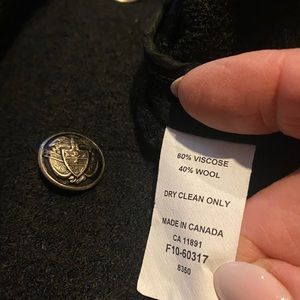 60% VISCOSE
40% WOOL
DRY CLEAN ONLY
MADE IN CANADA
CA 11891
F10-60317
8350